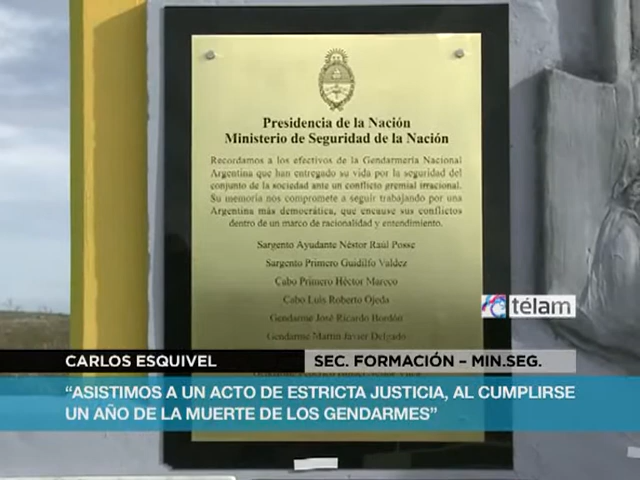 Presidencia de la Nación
Ministerio de Seguridad de la Nación
Recordamos a los efectivos de la Gendarmería Nacional
Argentina que han entregado su vida por la seguridad del
conjunto de la sociedad ante un conflicto gremial irracional.
Su memoria nos compromete a seguir trabajando por una
Argentina más democrática, que encause sus conflictos
dentro de un marco de racionalidad y entendimiento.
Sargento Ayudante Néstor Raúl Posse
Sargento Primero Guidilfo Valdez
Cabo Primero Héctor Mareco
Cabo Luis Roberto Ojeda
Gendarme José Ricardo Bordón
Gendarme Martín Javier Delgado
télam
CARLOS ESQUIVEL
SEC. FORMACIÓN – MIN.SEG.
“ASISTIMOS A UN ACTO DE ESTRICTA JUSTICIA, AL CUMPLIRSE
UN AÑO DE LA MUERTE DE LOS GENDARMES”